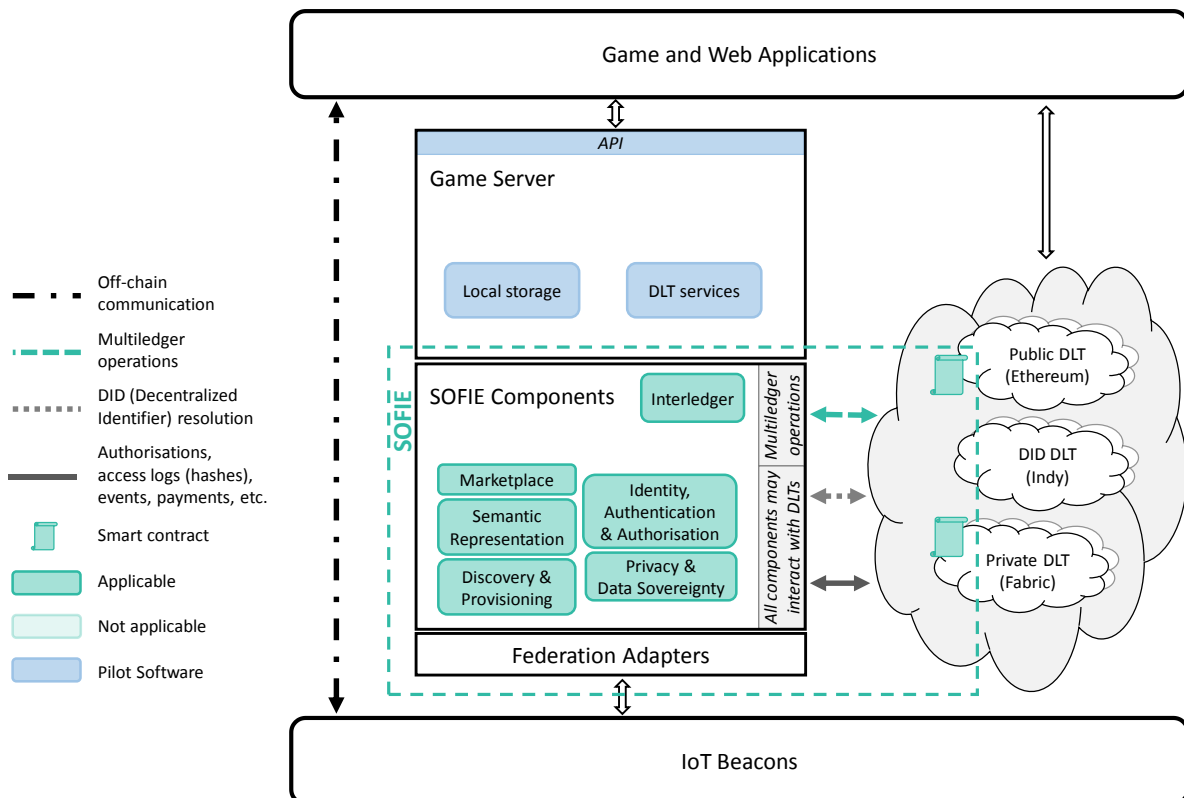 Game and Web Applications
API
Game Server
Local storage
DLT services
Off-chain
communication
Multiledger
operations
DID (Decentralized
Identifier) resolution
Authorisations,
access logs (hashes),
events, payments, etc.
Smart contract
Applicable
Not applicable
Pilot Software
SOFIE
SOFIE Components
Interledger
Marketplace
Semantic
Representation
Discovery &
Provisioning
Identity,
Authentication
& Authorisation
Privacy &
Data Sovereignty
Multiledger
operations
All components may
interact with DLTs
Public DLT
(Ethereum)
DID DLT
(Indy)
Private DLT
(Fabric)
Federation Adapters
IoT Beacons